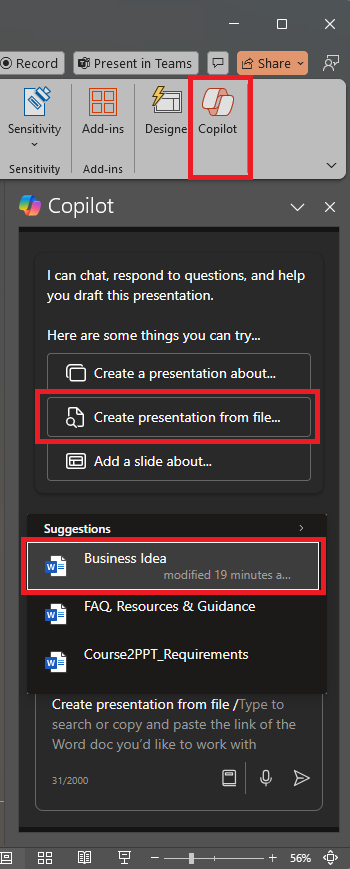 Record
Present in Teams
Share
Sensitivity
Add-ins
Designe
Copilot
Sensitivity
Add-ins
Copilot
I can chat, respond to questions, and help
you draft this presentation.
Here are some things you can try...
Create a presentation about...
Create presentation from file...
Add a slide about...
Suggestions
Business Idea
modified 19 minutes a...
FAQ, Resources & Guidance
Course2PPT_Requirements
Create presentation from file /Type to
search or copy and paste the link of the
Word doc you'd like to work with
31/2000
56%